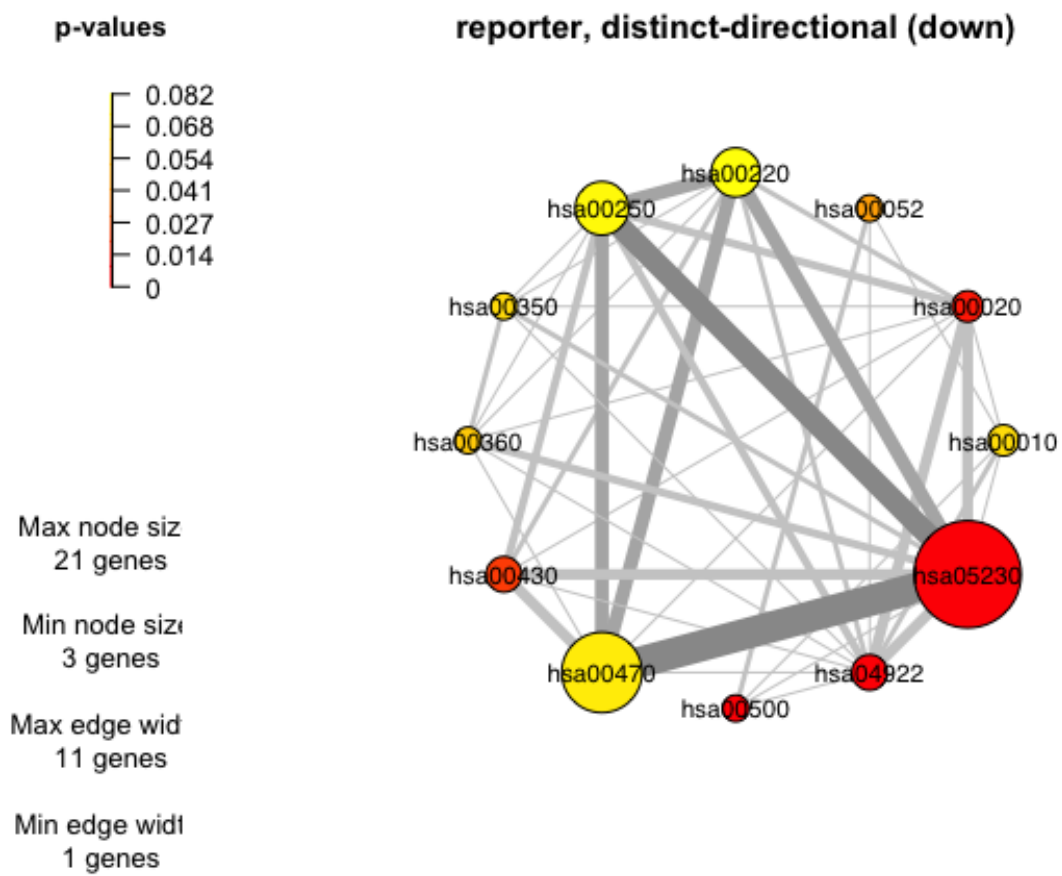 p-values
reporter, distinct-directional (down)
0.082
0.068
0.054
0.041
0.027
0.014
0
hsa00220
hsa00250
hsa00052
hsa00350
hsa00020
hsa00360
hsa00010
hsa00430
hsa05230
hsa00470
hsa04922
hsa00500
Max node siz
21 genes
Min node size
3 genes
Max edge wid
11 genes
Min edge widt
1 genes